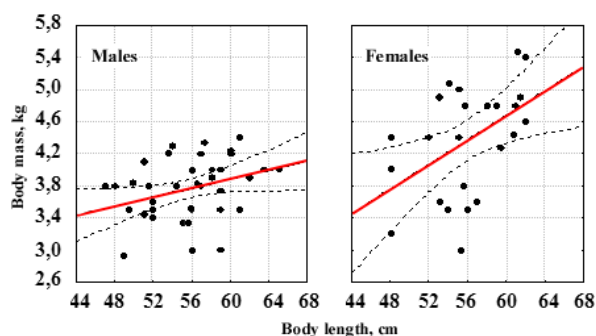 5,8
5,4
5,0
4,6
4,2
3,8
3,4
3,0
2,6
Body mass, kg
Males
Females
44 48 52 56 60 64 68
44 48 52 56 60 64 68
Body length, cm